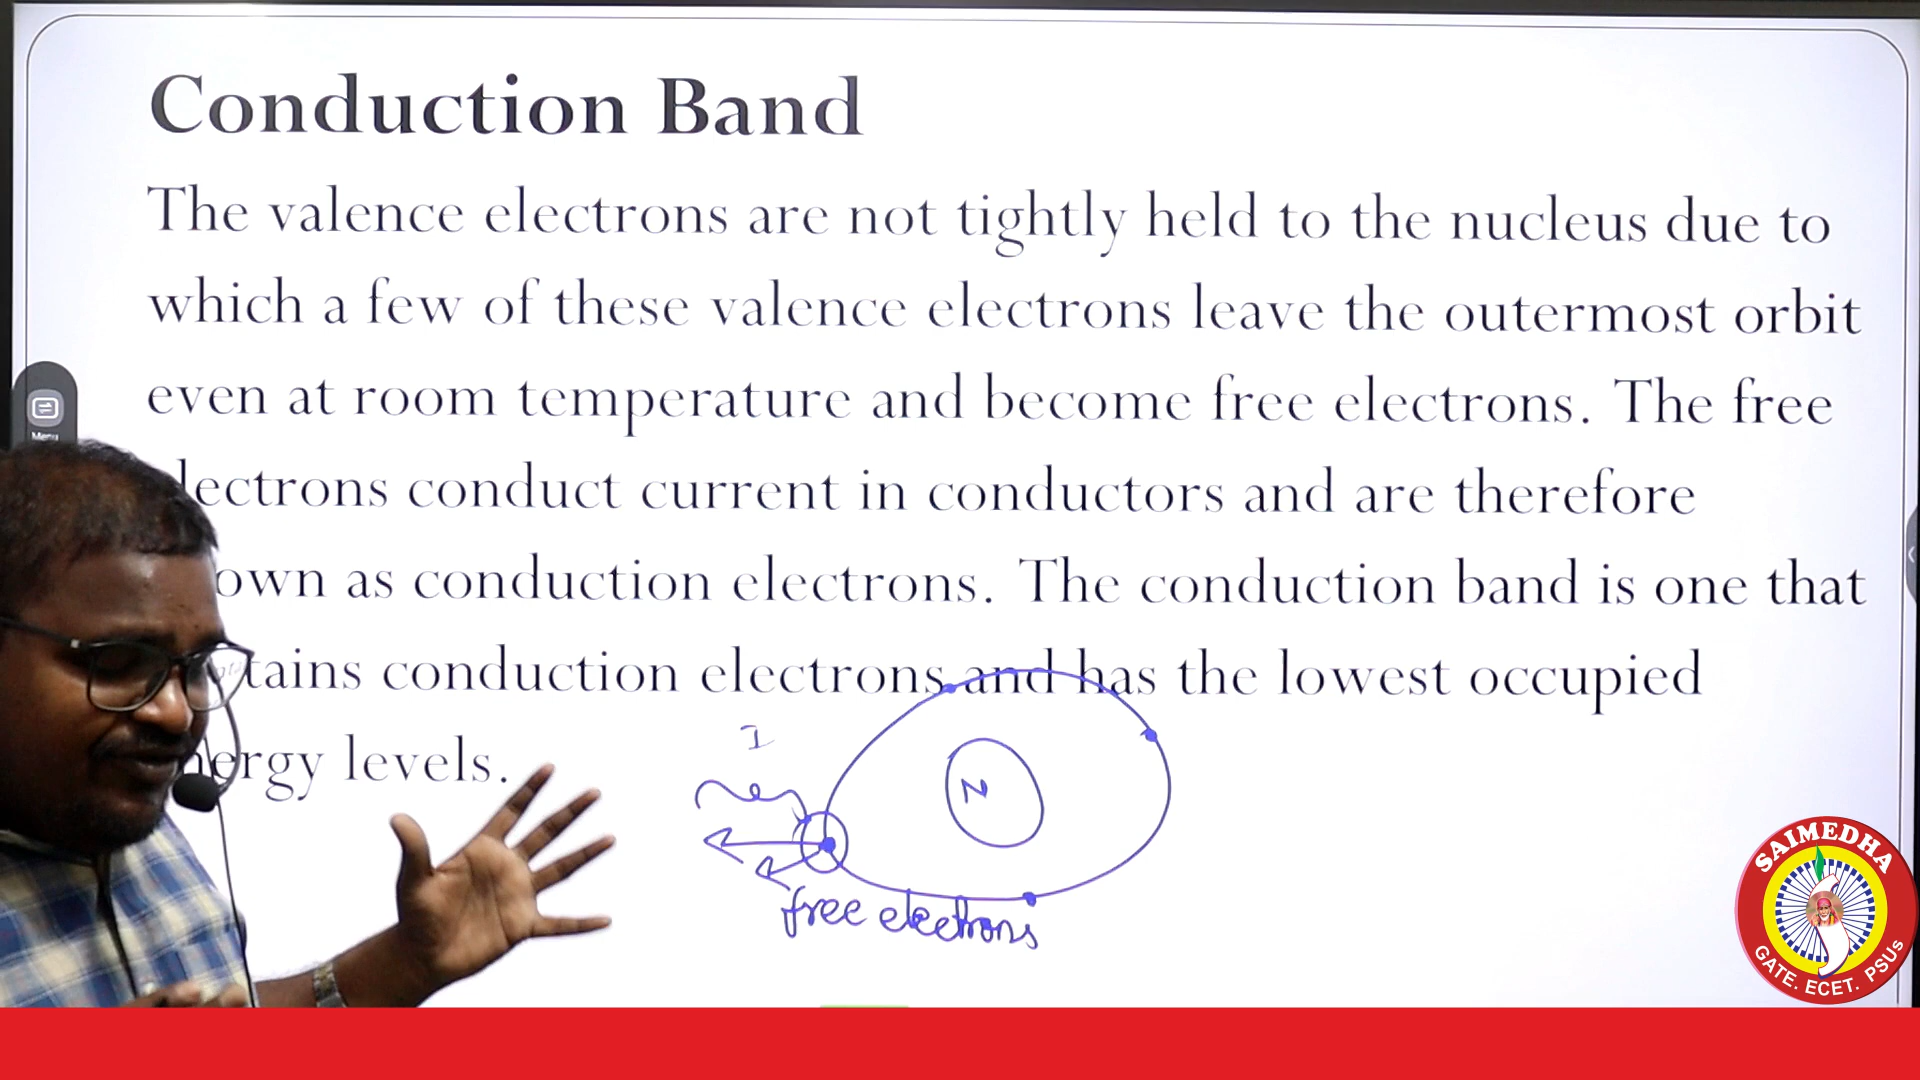 Conduction Band
The valence electrons are not tightly held to the nucleus due to
which a few of these valence electrons leave the outermost orbit
even at room temperature and become free electrons. The free
lectrons conduct current in conductors and are therefore
own as conduction electrons. The conduction band is one that
tains conduction electrons and has the lowest occupied
nergy levels.
Menu
I
N
free electrons
SAIMEDHA
GATE. ECET. PSUs